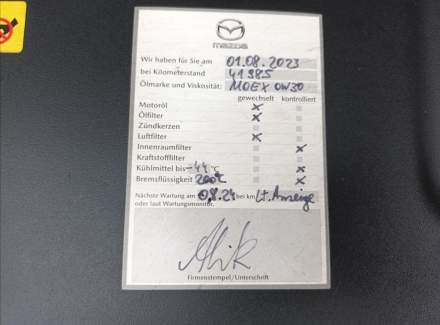 mazda
Wir haben für Sie am 01.08.2023
bei Kilometerstand 41985
Ölmarke und Viskosität: MOEX 0W30
gewechselt kontrolliert
Motoröl x
Ölfilter x
Zündkerzen
Luftfilter x
Innenraumfilter x
Kraftstofffilter
Kühlmittel bis -44°C x
Bremsflüssigkeit 200°C x
Nächste Wartung am 08.24 bei km Lt. Anzeige
oder laut Wartungsmonitor.
Firmenstempel/Unterschrift